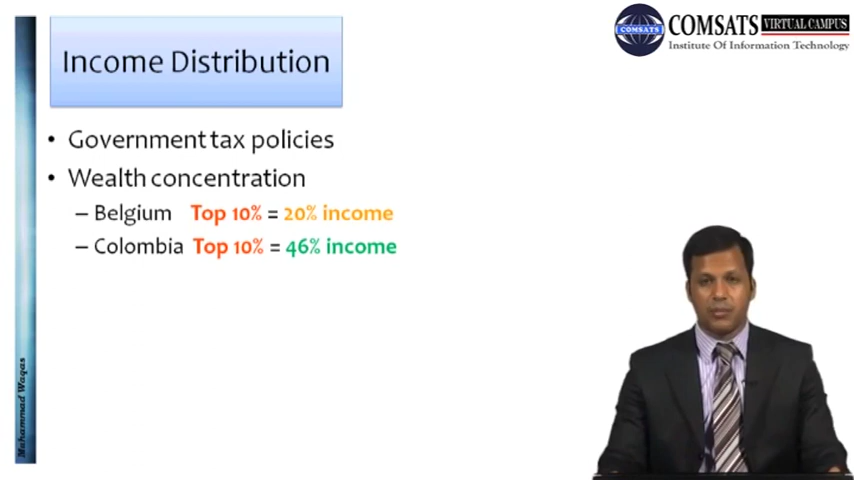 Income Distribution
COMSATS VIRTUAL CAMPUS
COMSATS
Institute Of Information Technology
• Government tax policies
• Wealth concentration
– Belgium Top 10% = 20% income
– Colombia Top 10% = 46% income
Muhammad Waqas